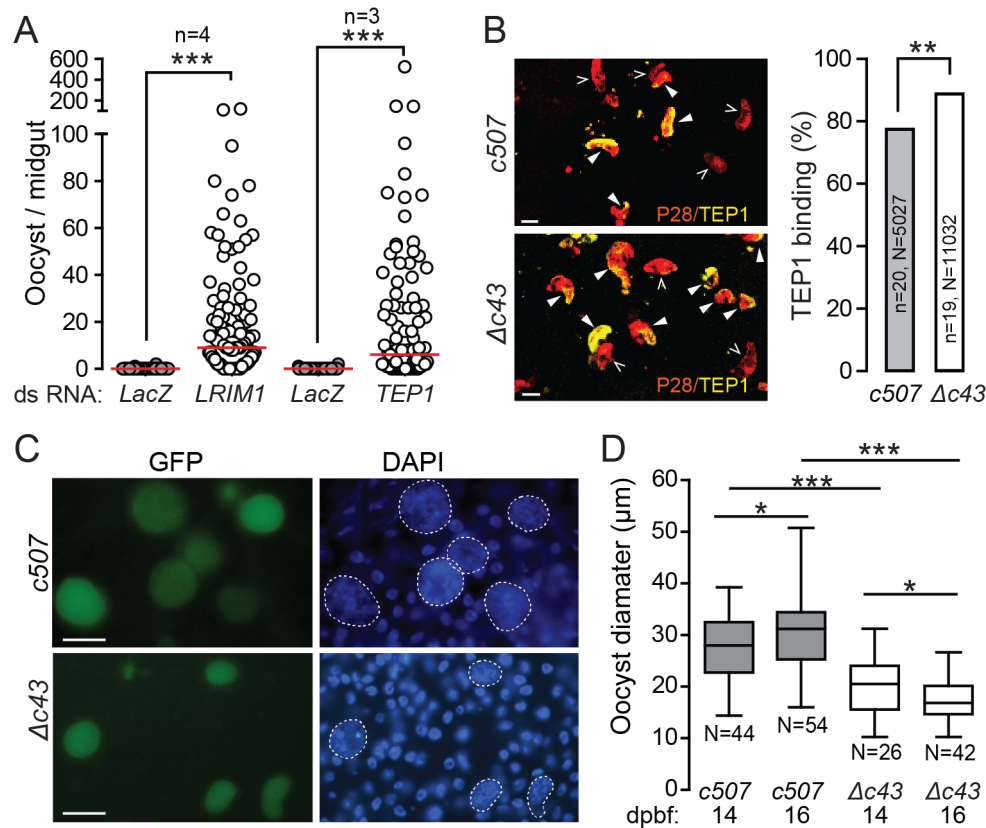 A
n=4
***
n=3
***
Oocyst / midgut
600
400
200
100
80
60
40
20
0
ds RNA: LacZ LRIM1 LacZ TEP1
B
c507
P28/TEP1
Δc43
P28/TEP1
**
TEP1 binding (%)
100
80
60
40
20
0
n=20, N=5027
n=19, N=11032
c507 Δc43
C
GFP DAPI
c507
Δc43
D
***
***
*
*
Oocyst diamater (µm)
60
50
40
30
20
10
0
N=44
N=54
N=26
N=42
c507 c507 Δc43 Δc43
dpbf: 14 16 14 16